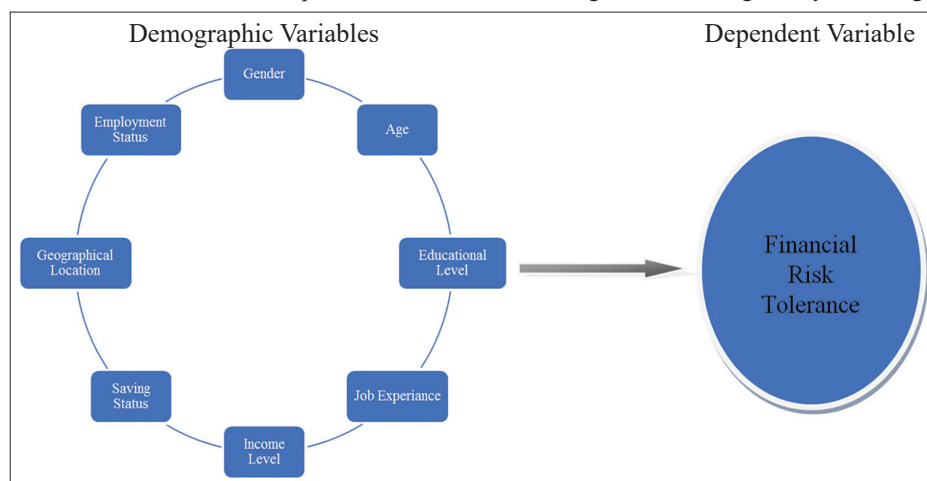 Demographic Variables
Dependent Variable
Gender
Age
Educational
Level
Job Experiance
Income
Level
Saving
Status
Geographical
Location
Employment
Status
Financial
Risk
Tolerance